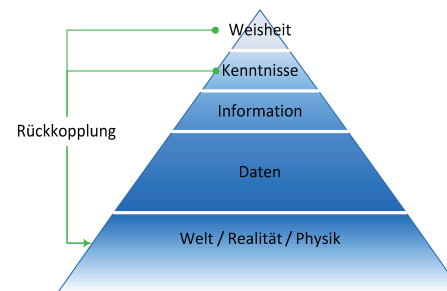 Weisheit
Kenntnisse
Information
Rückkopplung
Daten
Welt / Realität / Physik